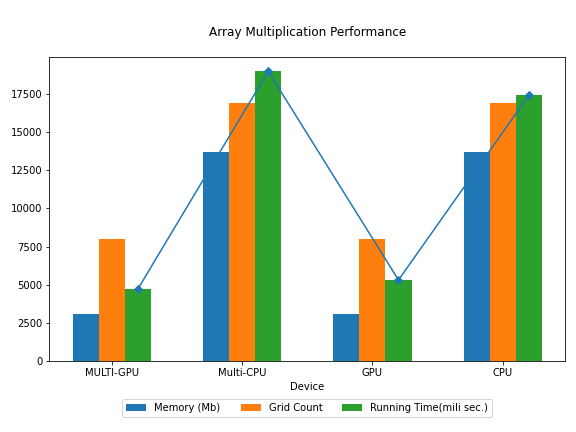 Array Multiplication Performance
17500
15000
12500
10000
7500
5000
2500
0
MULTI-GPU Multi-CPU GPU CPU
Device
Memory (Mb) Grid Count Running Time(mili sec.)